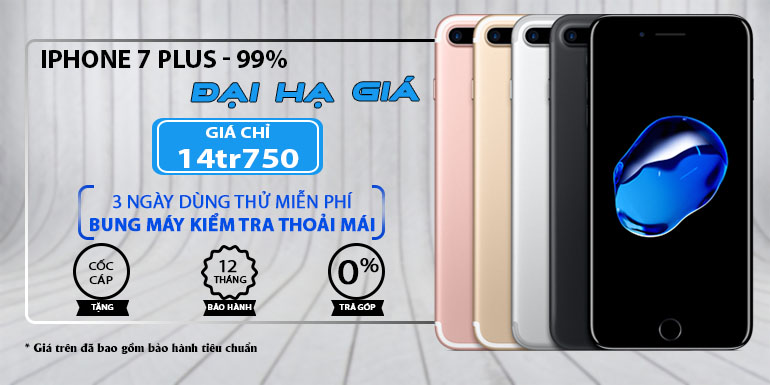 IPHONE 7 PLUS - 99%
ĐẠI HẠ GIÁ
GIÁ CHỈ
14tr750
3 NGÀY DÙNG THỬ MIỄN PHÍ
BUNG MÁY KIỂM TRA THOẢI MÁI
CỐC
CÁP
TẶNG
12
THÁNG
BẢO HÀNH
0%
TRẢ GÓP
* Giá trên đã bao gồm bảo hành tiêu chuẩn